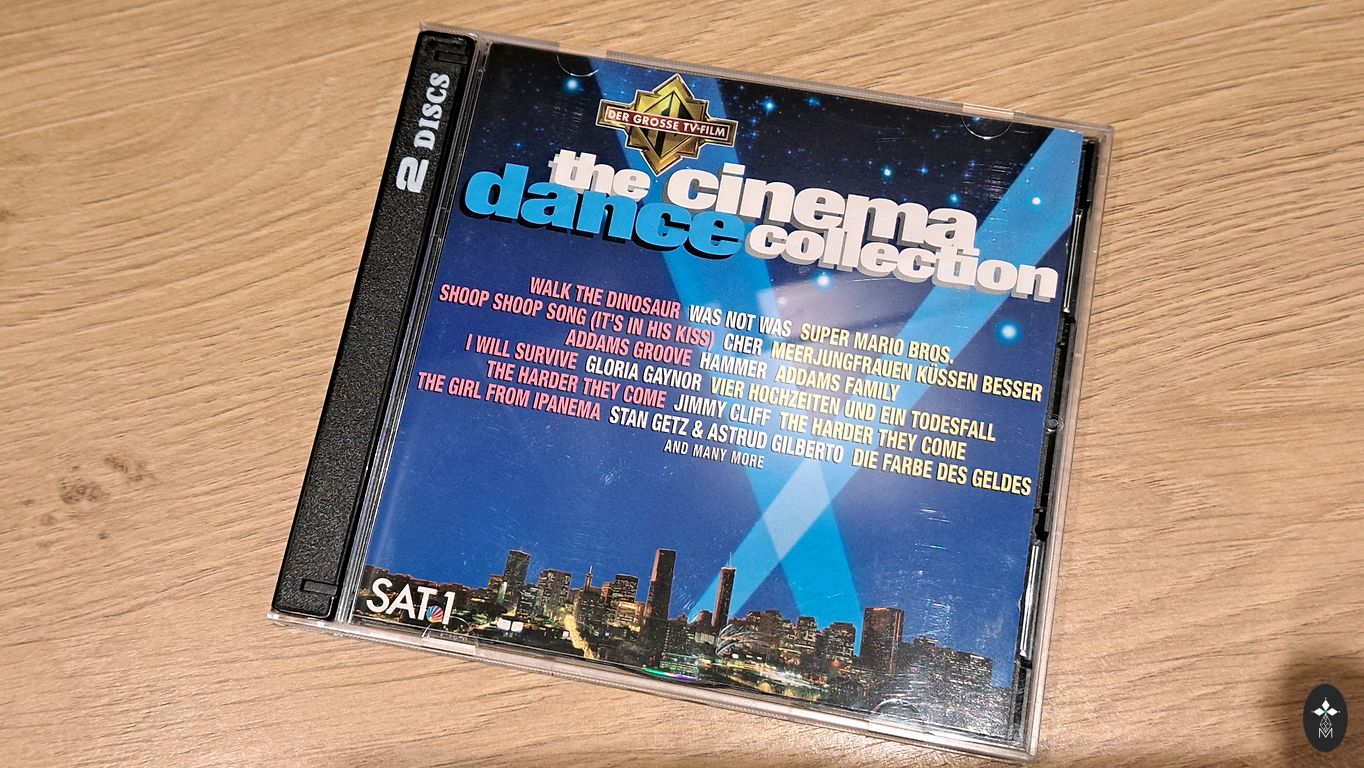 2 DISCS
DER GROSSE TV-FILM
the cinema
dance collection
WALK THE DINOSAUR WAS NOT WAS SUPER MARIO BROS.
SHOOP SHOOP SONG (IT'S IN HIS KISS) CHER MEERJUNGFRAUEN KÜSSEN BESSER
ADDAMS GROOVE HAMMER ADDAMS FAMILY
I WILL SURVIVE GLORIA GAYNOR VIER HOCHZEITEN UND EIN TODESFALL
THE HARDER THEY COME JIMMY CLIFF THE HARDER THEY COME
THE GIRL FROM IPANEMA STAN GETZ & ASTRUD GILBERTO DIE FARBE DES GELDES
AND MANY MORE
SAT.1
M